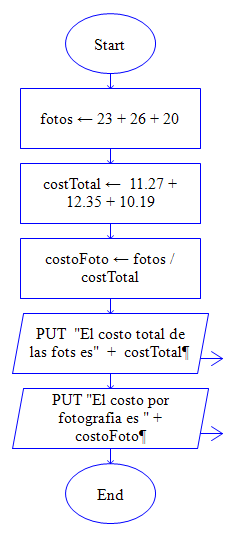 Start
fotos ← 23 + 26 + 20
costTotal ← 11.27 +
12.35 + 10.19
costoFoto ← fotos /
costTotal
PUT "El costo total de
las fots es" + costTotal¶
PUT "El costo por
fotografia es " +
costoFoto¶
End